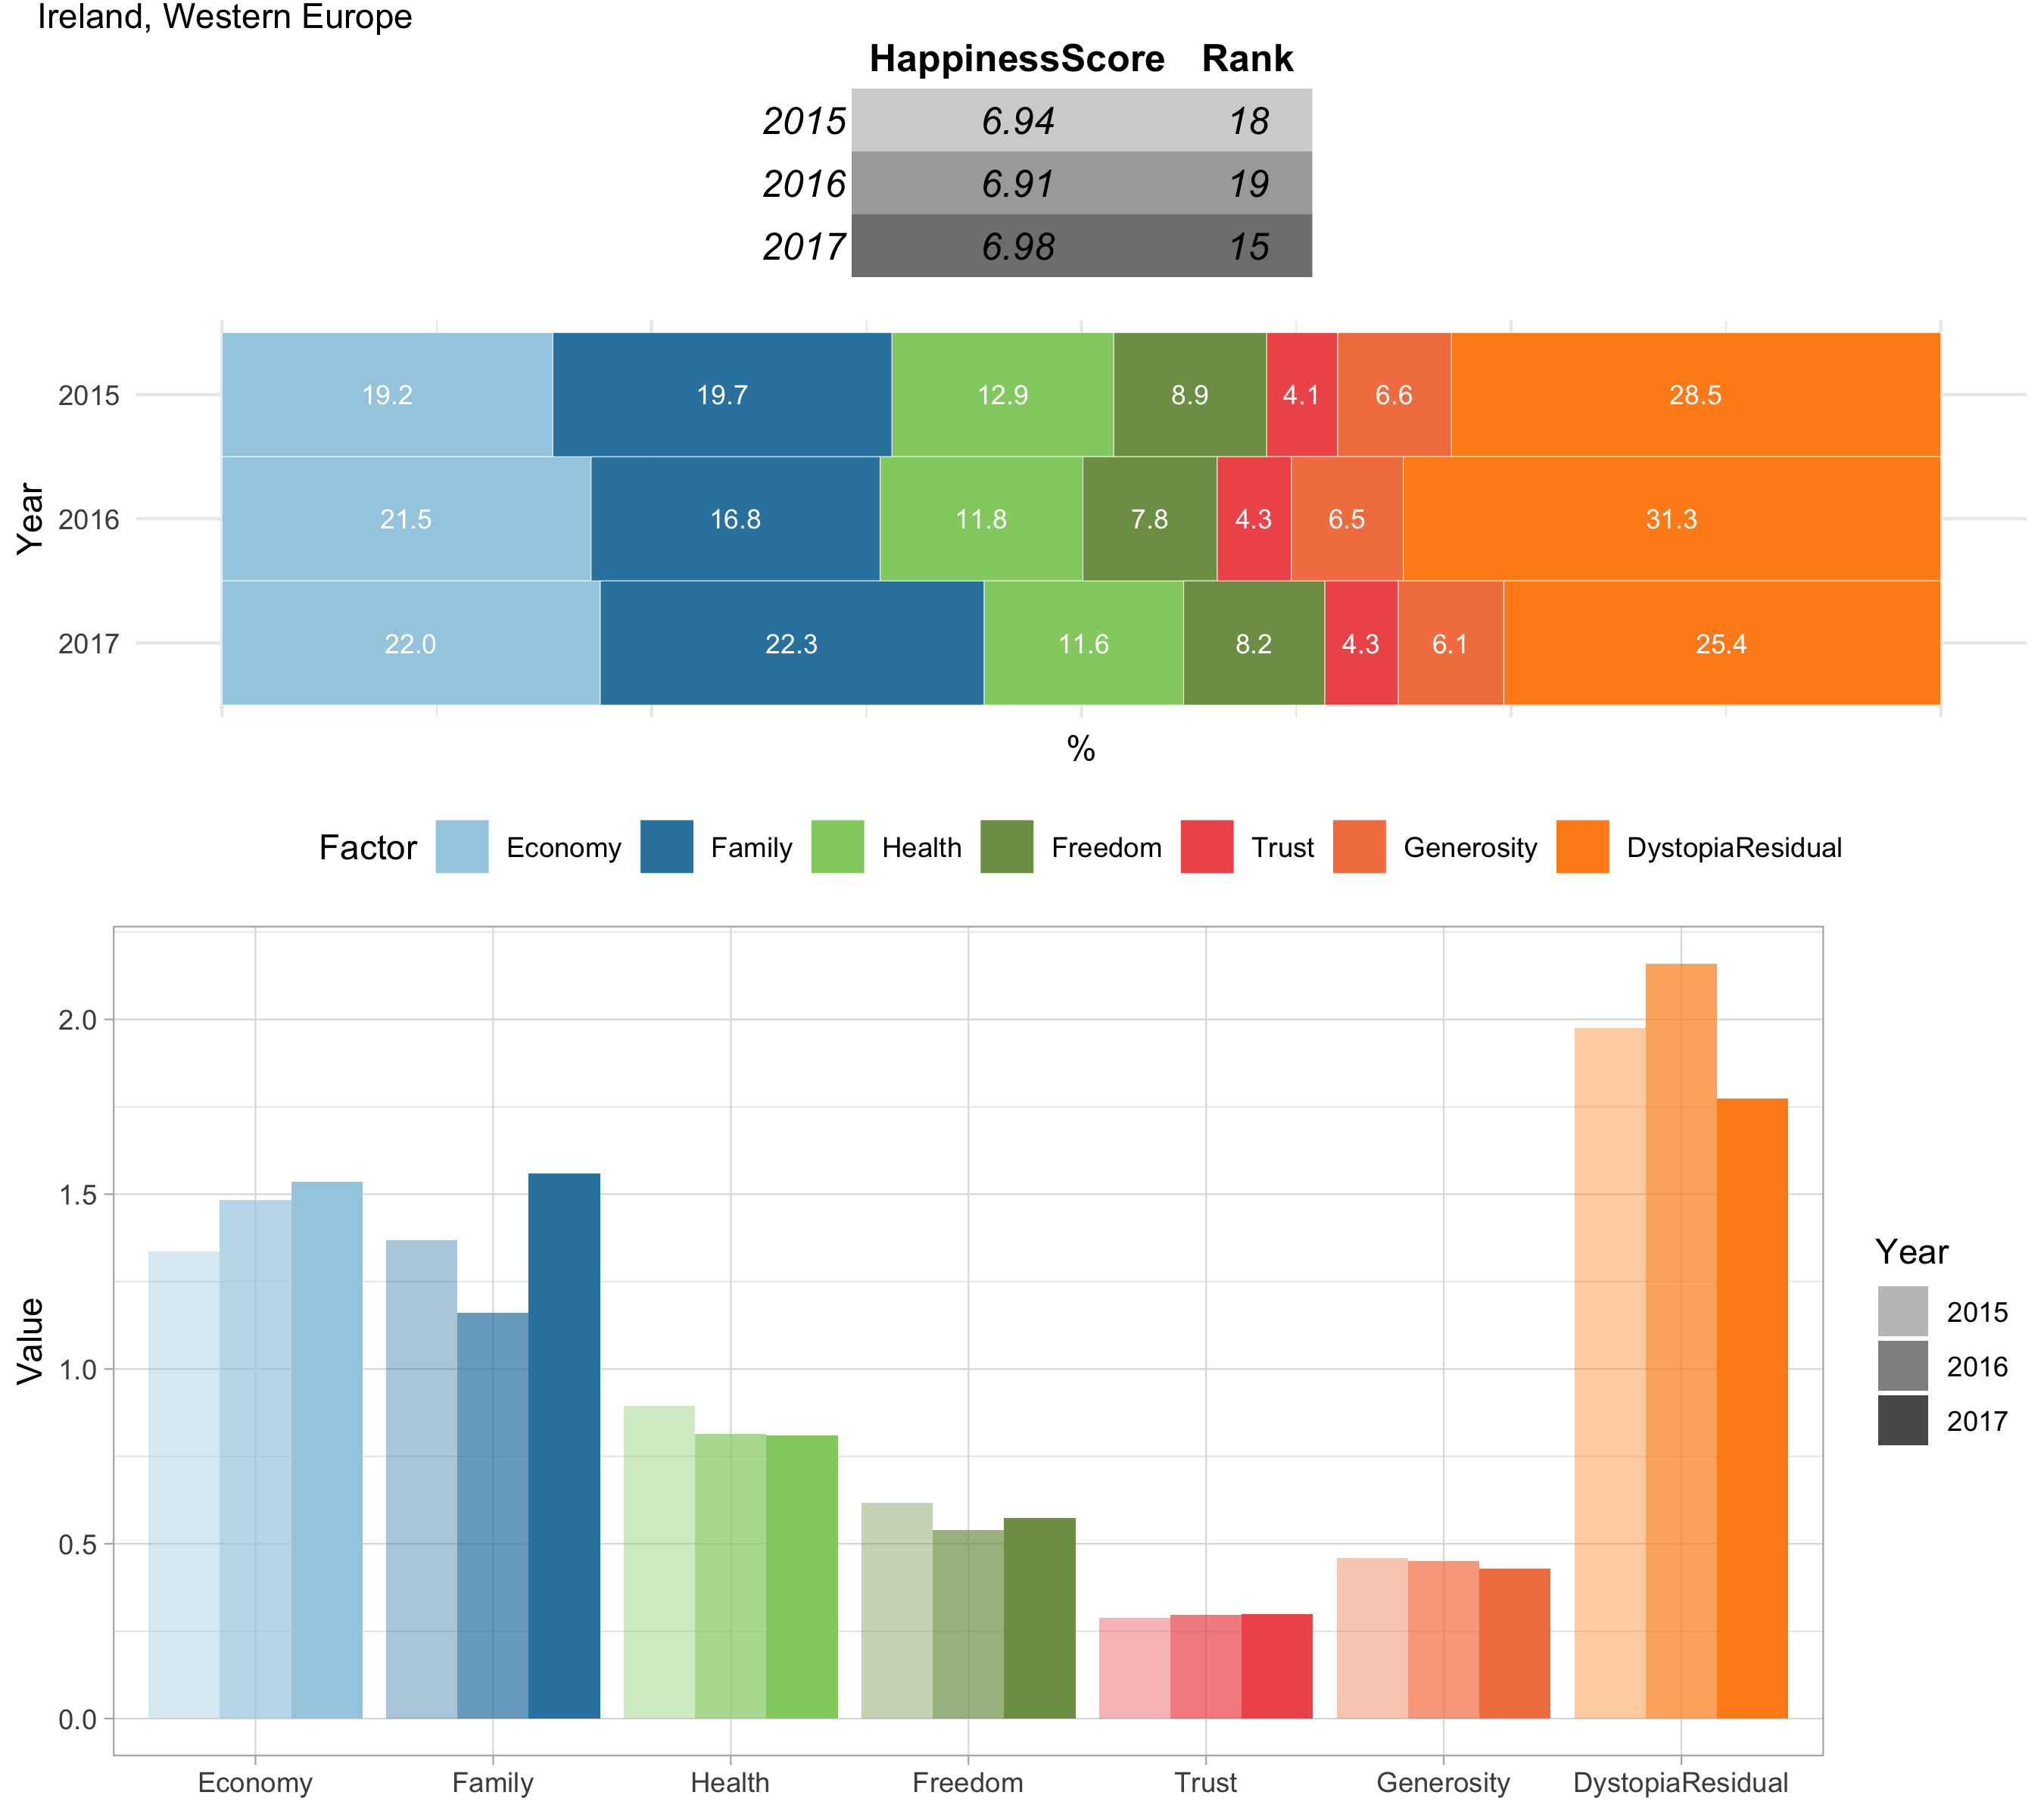 Ireland, Western Europe
HappinessScore Rank
2015 6.94 18
2016 6.91 19
2017 6.98 15
2015 19.2 19.7 12.9 8.9 4.1 6.6 28.5
2016 21.5 16.8 11.8 7.8 4.3 6.5 31.3
2017 22.0 22.3 11.6 8.2 4.3 6.1 25.4
Year
%
Factor Economy Family Health Freedom Trust Generosity DystopiaResidual
2.0
1.5
1.0
0.5
0.0
Value
Economy Family Health Freedom Trust Generosity DystopiaResidual
Year
2015
2016
2017